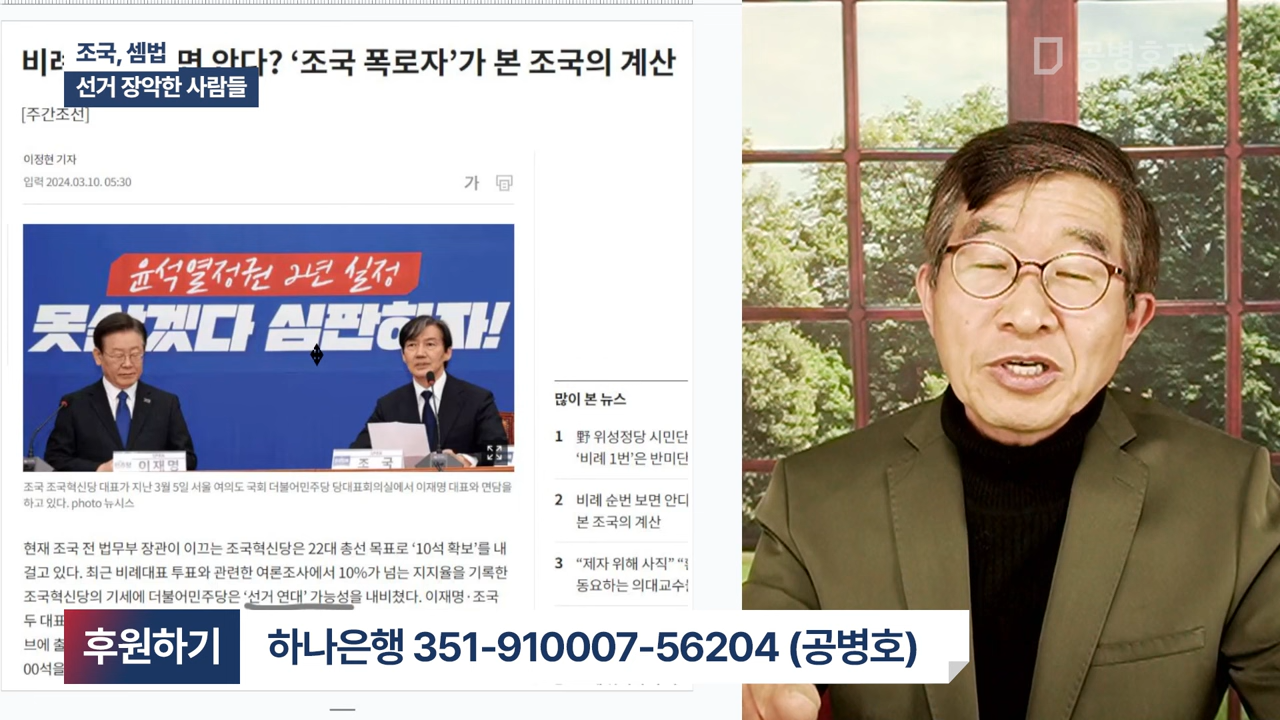 조국, 셈법
선거 장악한 사람들
비례 면 안다? ‘조국 폭로자’가 본 조국의 계산
[주간조선]
이정현 기자
입력 2024.03.10. 05:30
가
윤석열정권 2년 실정
못살겠다 심판하자!
이재명
조 국
조국 조국혁신당 대표가 지난 3월 5일 서울 여의도 국회 더불어민주당 당대표회의실에서 이재명 대표와 면담을
하고 있다. photo 뉴시스
현재 조국 전 법무부 장관이 이끄는 조국혁신당은 22대 총선 목표로 ‘10석 확보’를 내
걸고 있다. 최근 비례대표 투표와 관련한 여론조사에서 10%가 넘는 지지율을 기록한
조국혁신당의 기세에 더불어민주당은 ‘선거 연대’ 가능성을 내비쳤다. 이재명·조국
두 대표
브에 출
00석을
많이 본 뉴스
1 野 위성정당 시민단
‘비례 1번’은 반미단
2 비례 순번 보면 안다
본 조국의 계산
3 “제자 위해 사직”
동요하는 의대교수
공병호
후원하기
하나은행 351-910007-56204 (공병호)